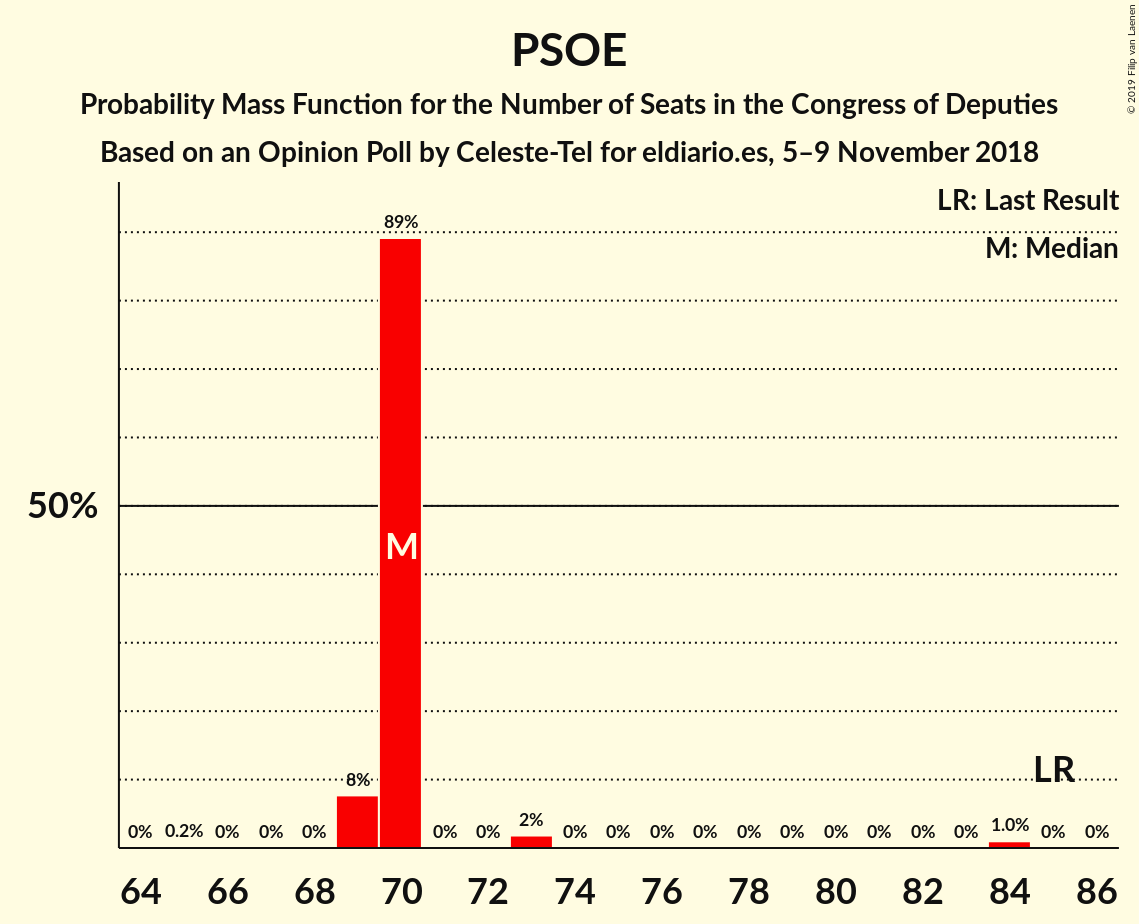 PSOE
Probability Mass Function for the Number of Seats in the Congress of Deputies
Based on an Opinion Poll by Celeste-Tel for eldiario.es, 5–9 November 2018
© 2019 Filip van Laenen
LR: Last Result
M: Median
89%
50%
M
LR
8%
0% 0.2% 0% 0% 0% 0% 0% 2% 0% 0% 0% 0% 0% 0% 0% 0% 0% 0% 1.0% 0% 0%
64 66 68 70 72 74 76 78 80 82 84 86